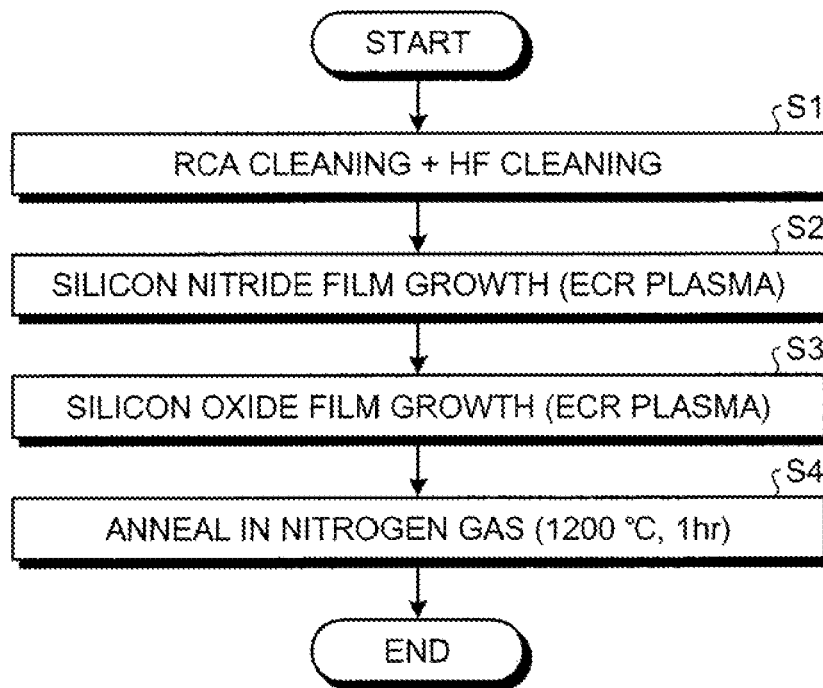 START
S1
RCA CLEANING + HF CLEANING
S2
SILICON NITRIDE FILM GROWTH (ECR PLASMA)
S3
SILICON OXIDE FILM GROWTH (ECR PLASMA)
S4
ANNEAL IN NITROGEN GAS (1200 °C, 1hr)
END